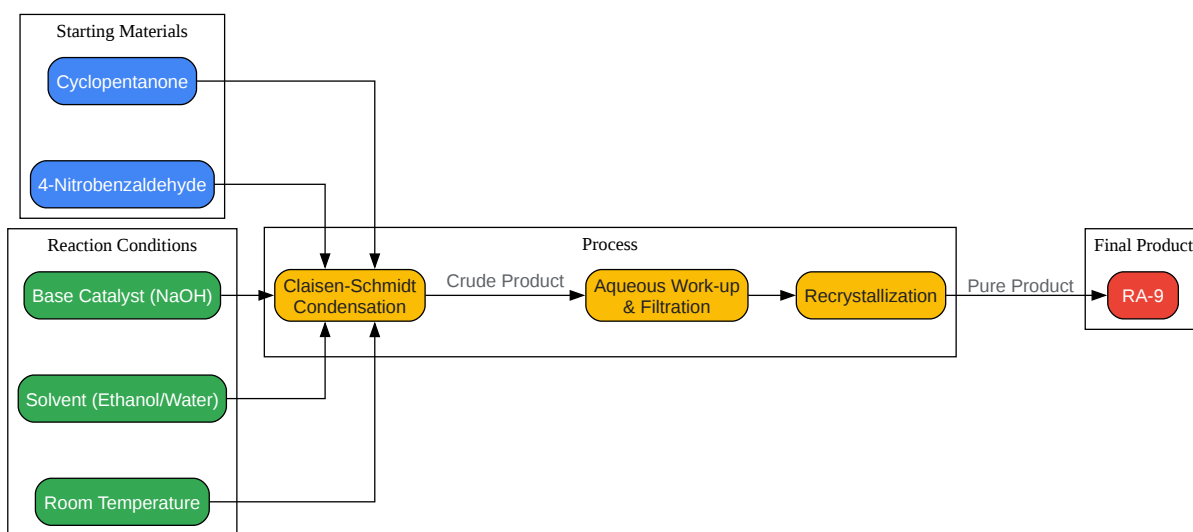 Starting Materials
Cyclopentanone
4-Nitrobenzaldehyde
Reaction Conditions
Base Catalyst (NaOH)
Solvent (Ethanol/Water)
Room Temperature
Process
Claisen-Schmidt
Condensation
Crude Product
Aqueous Work-up
& Filtration
Recrystallization
Pure Product
Final Product
RA-9